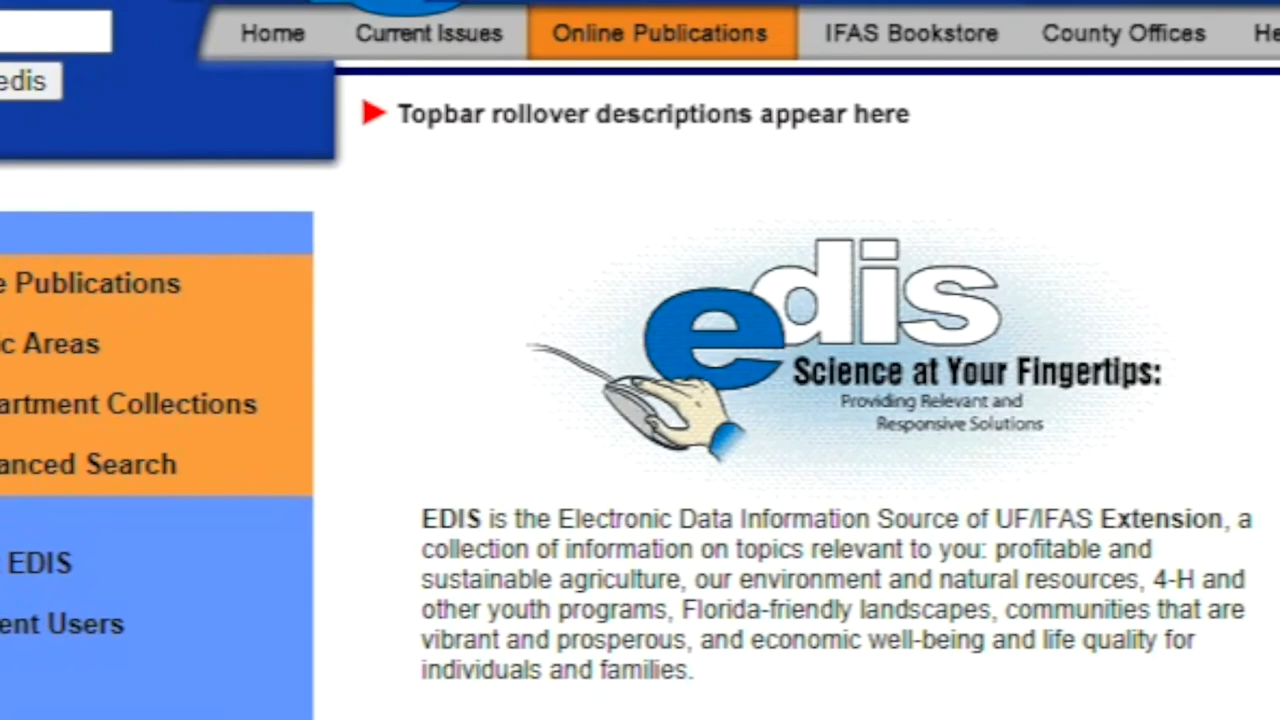 Home Current Issues Online Publications IFAS Bookstore County Offices
edis
Topbar rollover descriptions appear here
Publications
Areas
Collections
Search
EDIS
Users
edis
Science at Your Fingertips:
Providing Relevant and
Responsive Solutions
EDIS is the Electronic Data Information Source of UF/IFAS Extension, a
collection of information on topics relevant to you: profitable and
sustainable agriculture, our environment and natural resources, 4-H and
other youth programs, Florida-friendly landscapes, communities that are
vibrant and prosperous, and economic well-being and life quality for
individuals and families.